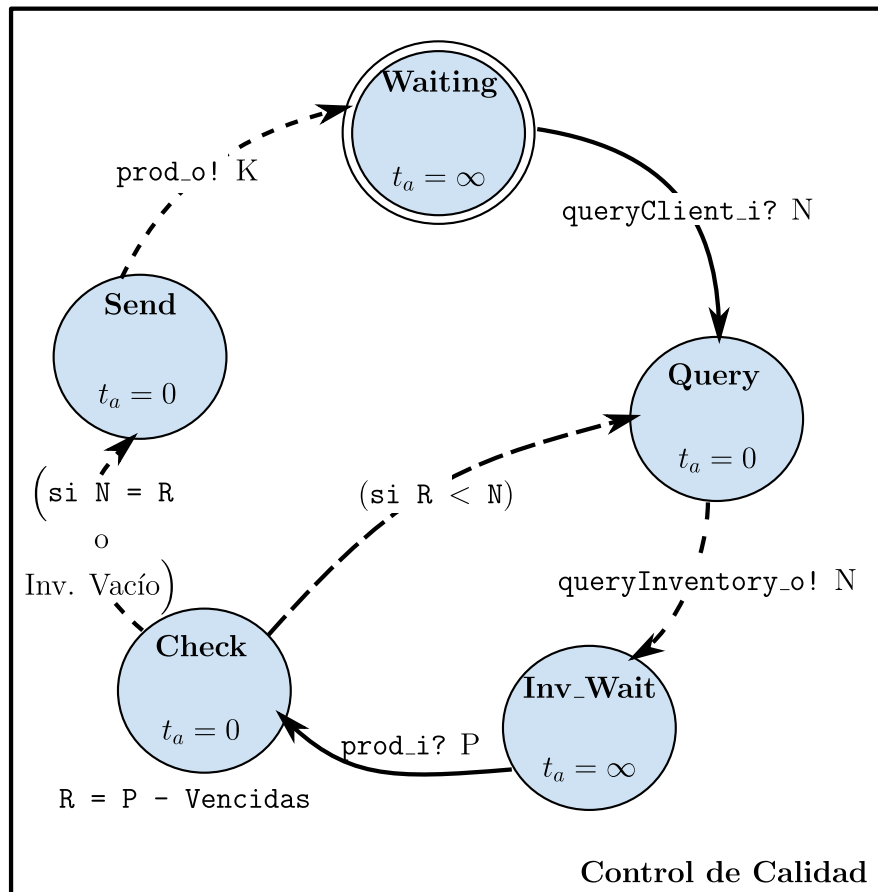 Waiting
t_a = ∞
prod_o! K
queryClient_i? N
Send
t_a = 0
Query
t_a = 0
(si N = R
o
Inv. Vacío)
(si R < N)
queryInventory_o! N
Check
t_a = 0
Inv_Wait
t_a = ∞
prod_i? P
R = P - Vencidas
Control de Calidad